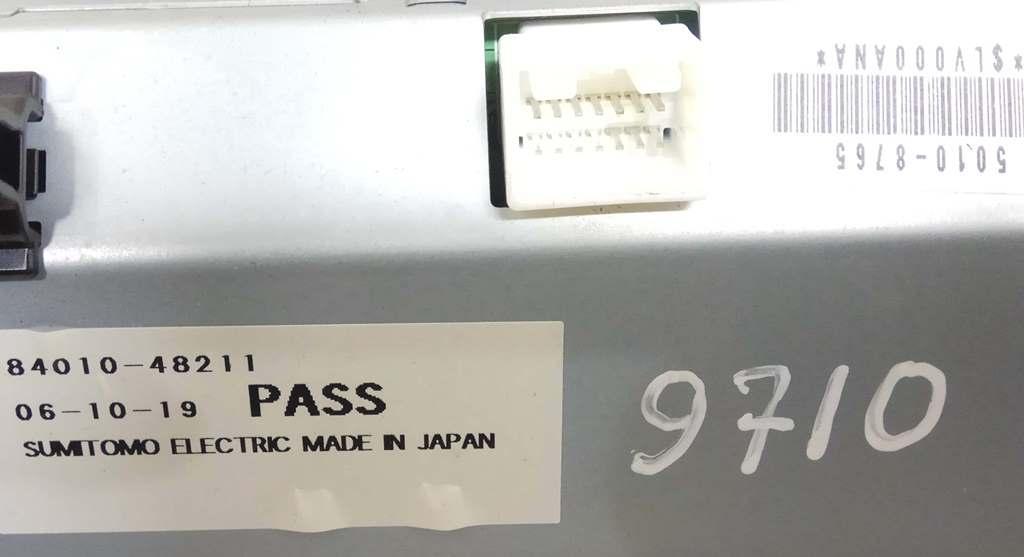 *$LV000ANA*
50.10-8765
84010-48211
06-10-19 PASS
SUMITOMO ELECTRIC MADE IN JAPAN
9710